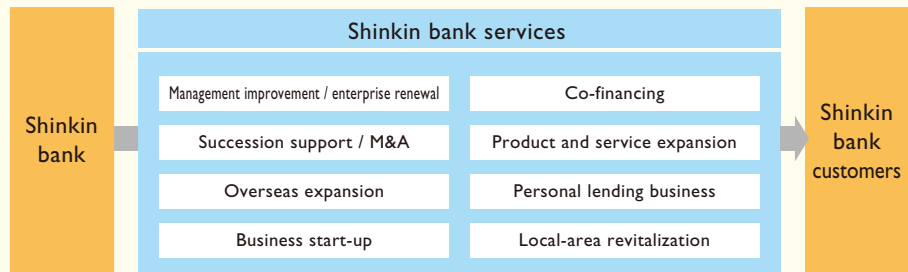 Shinkin bank services
Shinkin
bank
Management improvement / enterprise renewal
Co-financing
Succession support / M&A
Product and service expansion
Overseas expansion
Personal lending business
Business start-up
Local-area revitalization
Shinkin
bank
customers